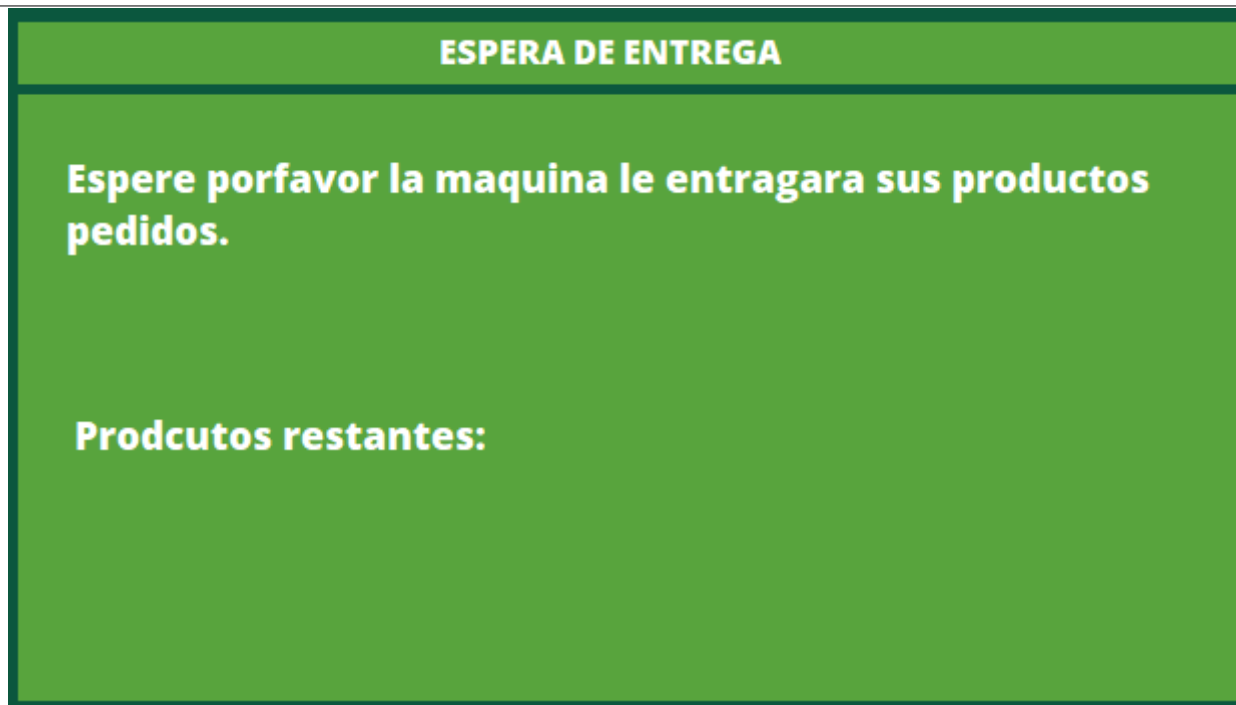 ESPERA DE ENTREGA
Espere porfavor la maquina le entragara sus productos
pedidos.
Prodcutos restantes: